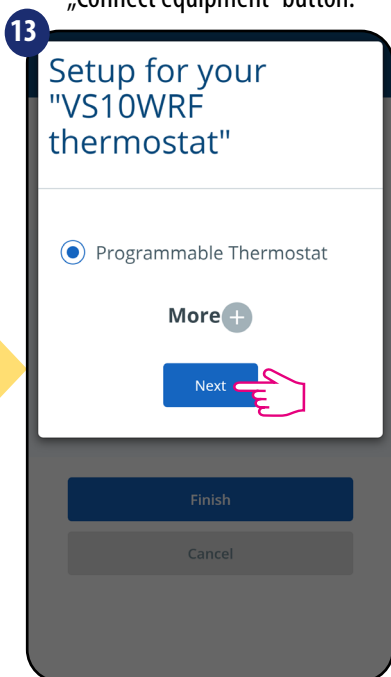 „Connect equipment" button.
13
Setup for your
"VS10WRF
thermostat"
Programmable Thermostat
More +
Next
Finish
Cancel